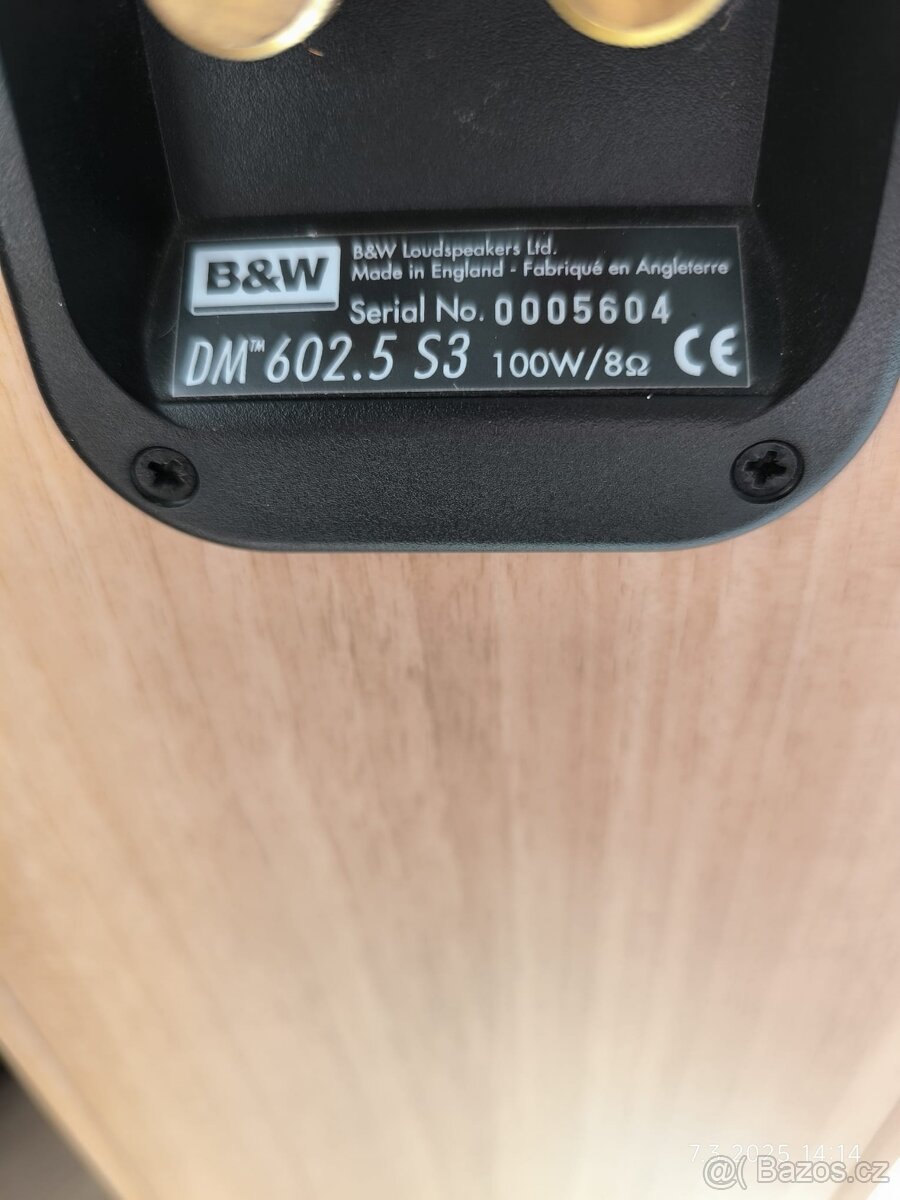 B&W
B&W Loudspeakers Ltd.
Made in England - Fabriqué en Angleterre
Serial No. 0005604
DM™ 602.5 S3 100W/8Ω CE
7.3.2025 14:14
@ Bazoš.cz